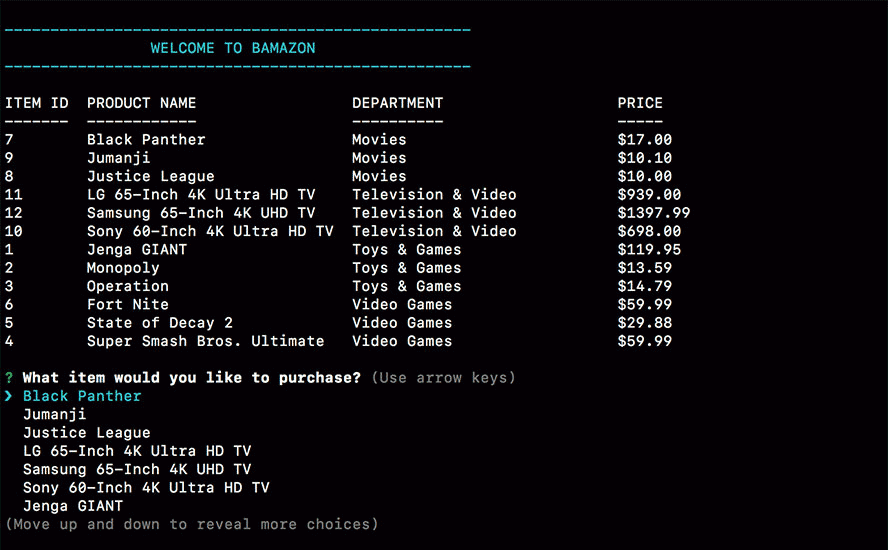 WELCOME TO BAMAZON
ITEM ID PRODUCT NAME DEPARTMENT PRICE
7 Black Panther Movies $17.00
9 Jumanji Movies $10.10
8 Justice League Movies $10.00
11 LG 65-Inch 4K Ultra HD TV Television & Video $939.00
12 Samsung 65-Inch 4K UHD TV Television & Video $1397.99
10 Sony 60-Inch 4K Ultra HD TV Television & Video $698.00
1 Jenga GIANT Toys & Games $119.95
2 Monopoly Toys & Games $13.59
3 Operation Toys & Games $14.79
6 Fort Nite Video Games $59.99
5 State of Decay 2 Video Games $29.88
4 Super Smash Bros. Ultimate Video Games $59.99
? What item would you like to purchase? (Use arrow keys)
❯ Black Panther
Jumanji
Justice League
LG 65-Inch 4K Ultra HD TV
Samsung 65-Inch 4K UHD TV
Sony 60-Inch 4K Ultra HD TV
Jenga GIANT
(Move up and down to reveal more choices)